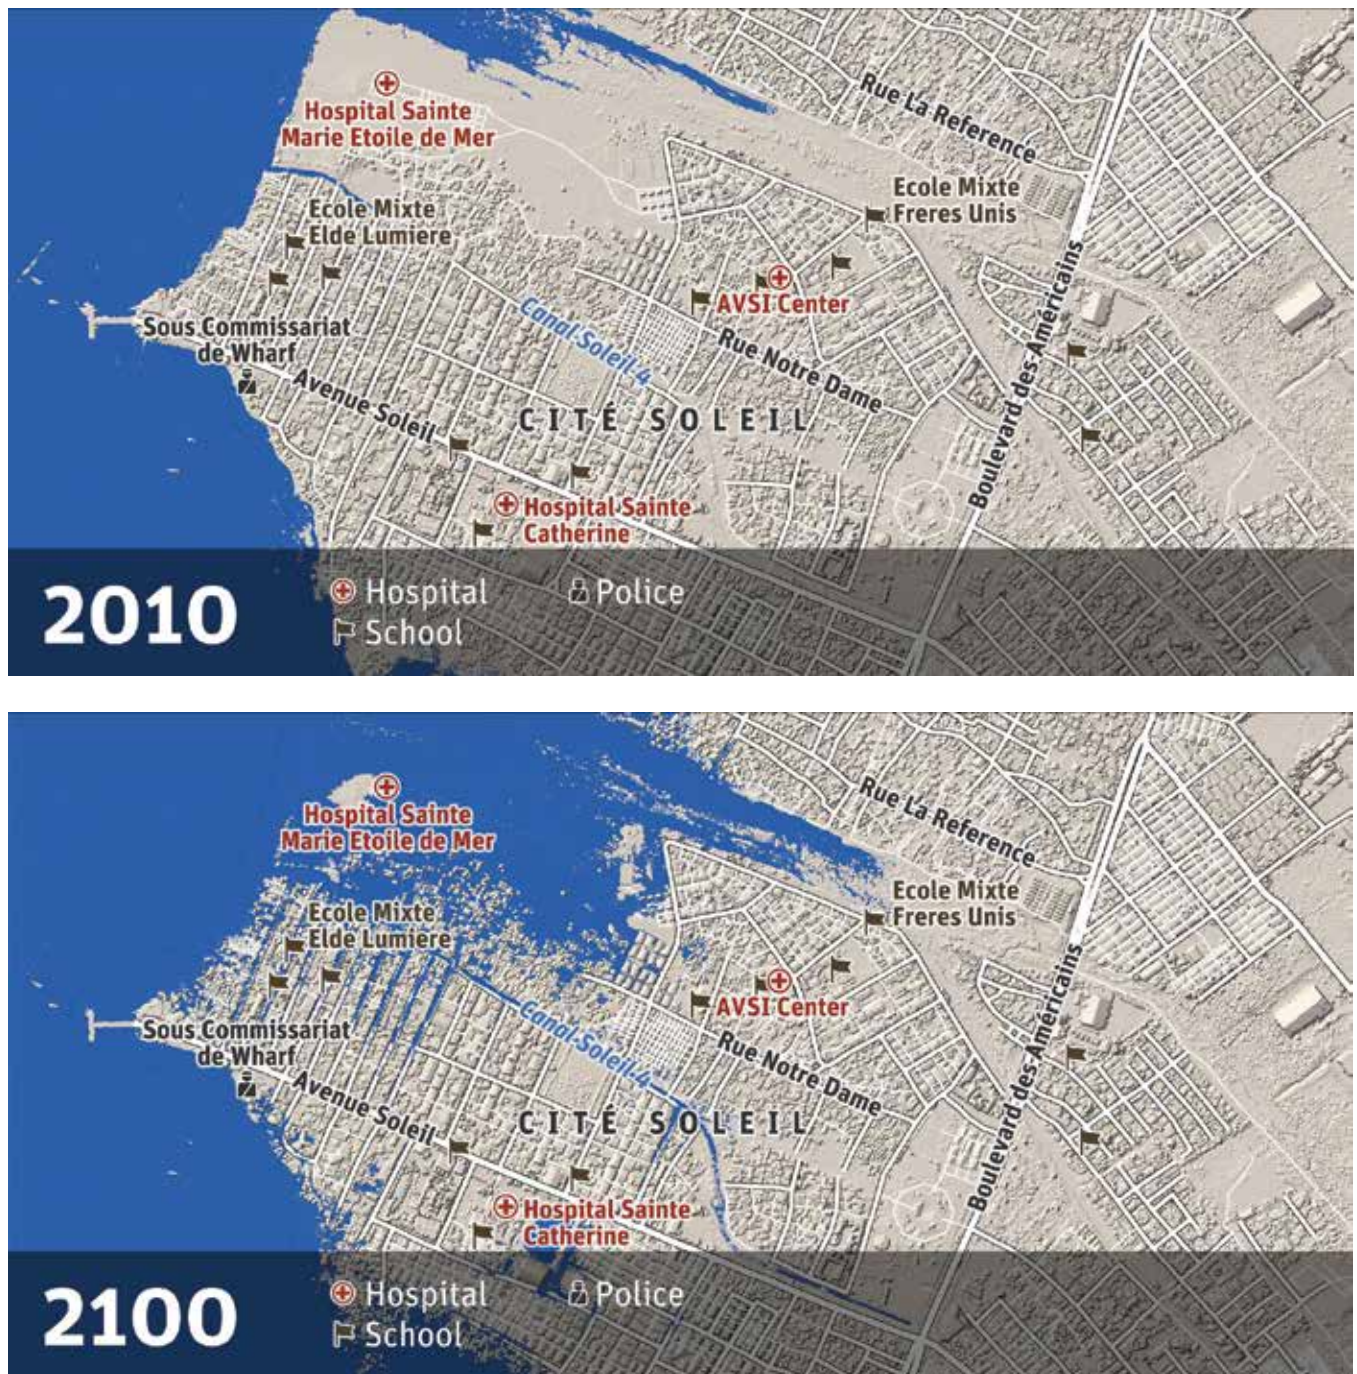 Rue La Reference
Hospital Sainte
Marie Etoile de Mer
Ecole Mixte
Freres Unis
Ecole Mixte
Elde Lumiere
AVSI Center
Canal Soleil 4
Sous Commissariat
de Wharf
Rue Notre Dame
Avenue Soleil
CITÉ SOLEIL
Boulevard des Américains
Hospital Sainte
Catherine
2010
Hospital
Police
School
Rue La Reference
Hospital Sainte
Marie Etoile de Mer
Ecole Mixte
Freres Unis
Ecole Mixte
Elde Lumiere
AVSI Center
Canal Soleil 4
Sous Commissariat
de Wharf
Rue Notre Dame
Avenue Soleil
CITÉ SOLEIL
Boulevard des Américains
Hospital Sainte
Catherine
2100
Hospital
Police
School